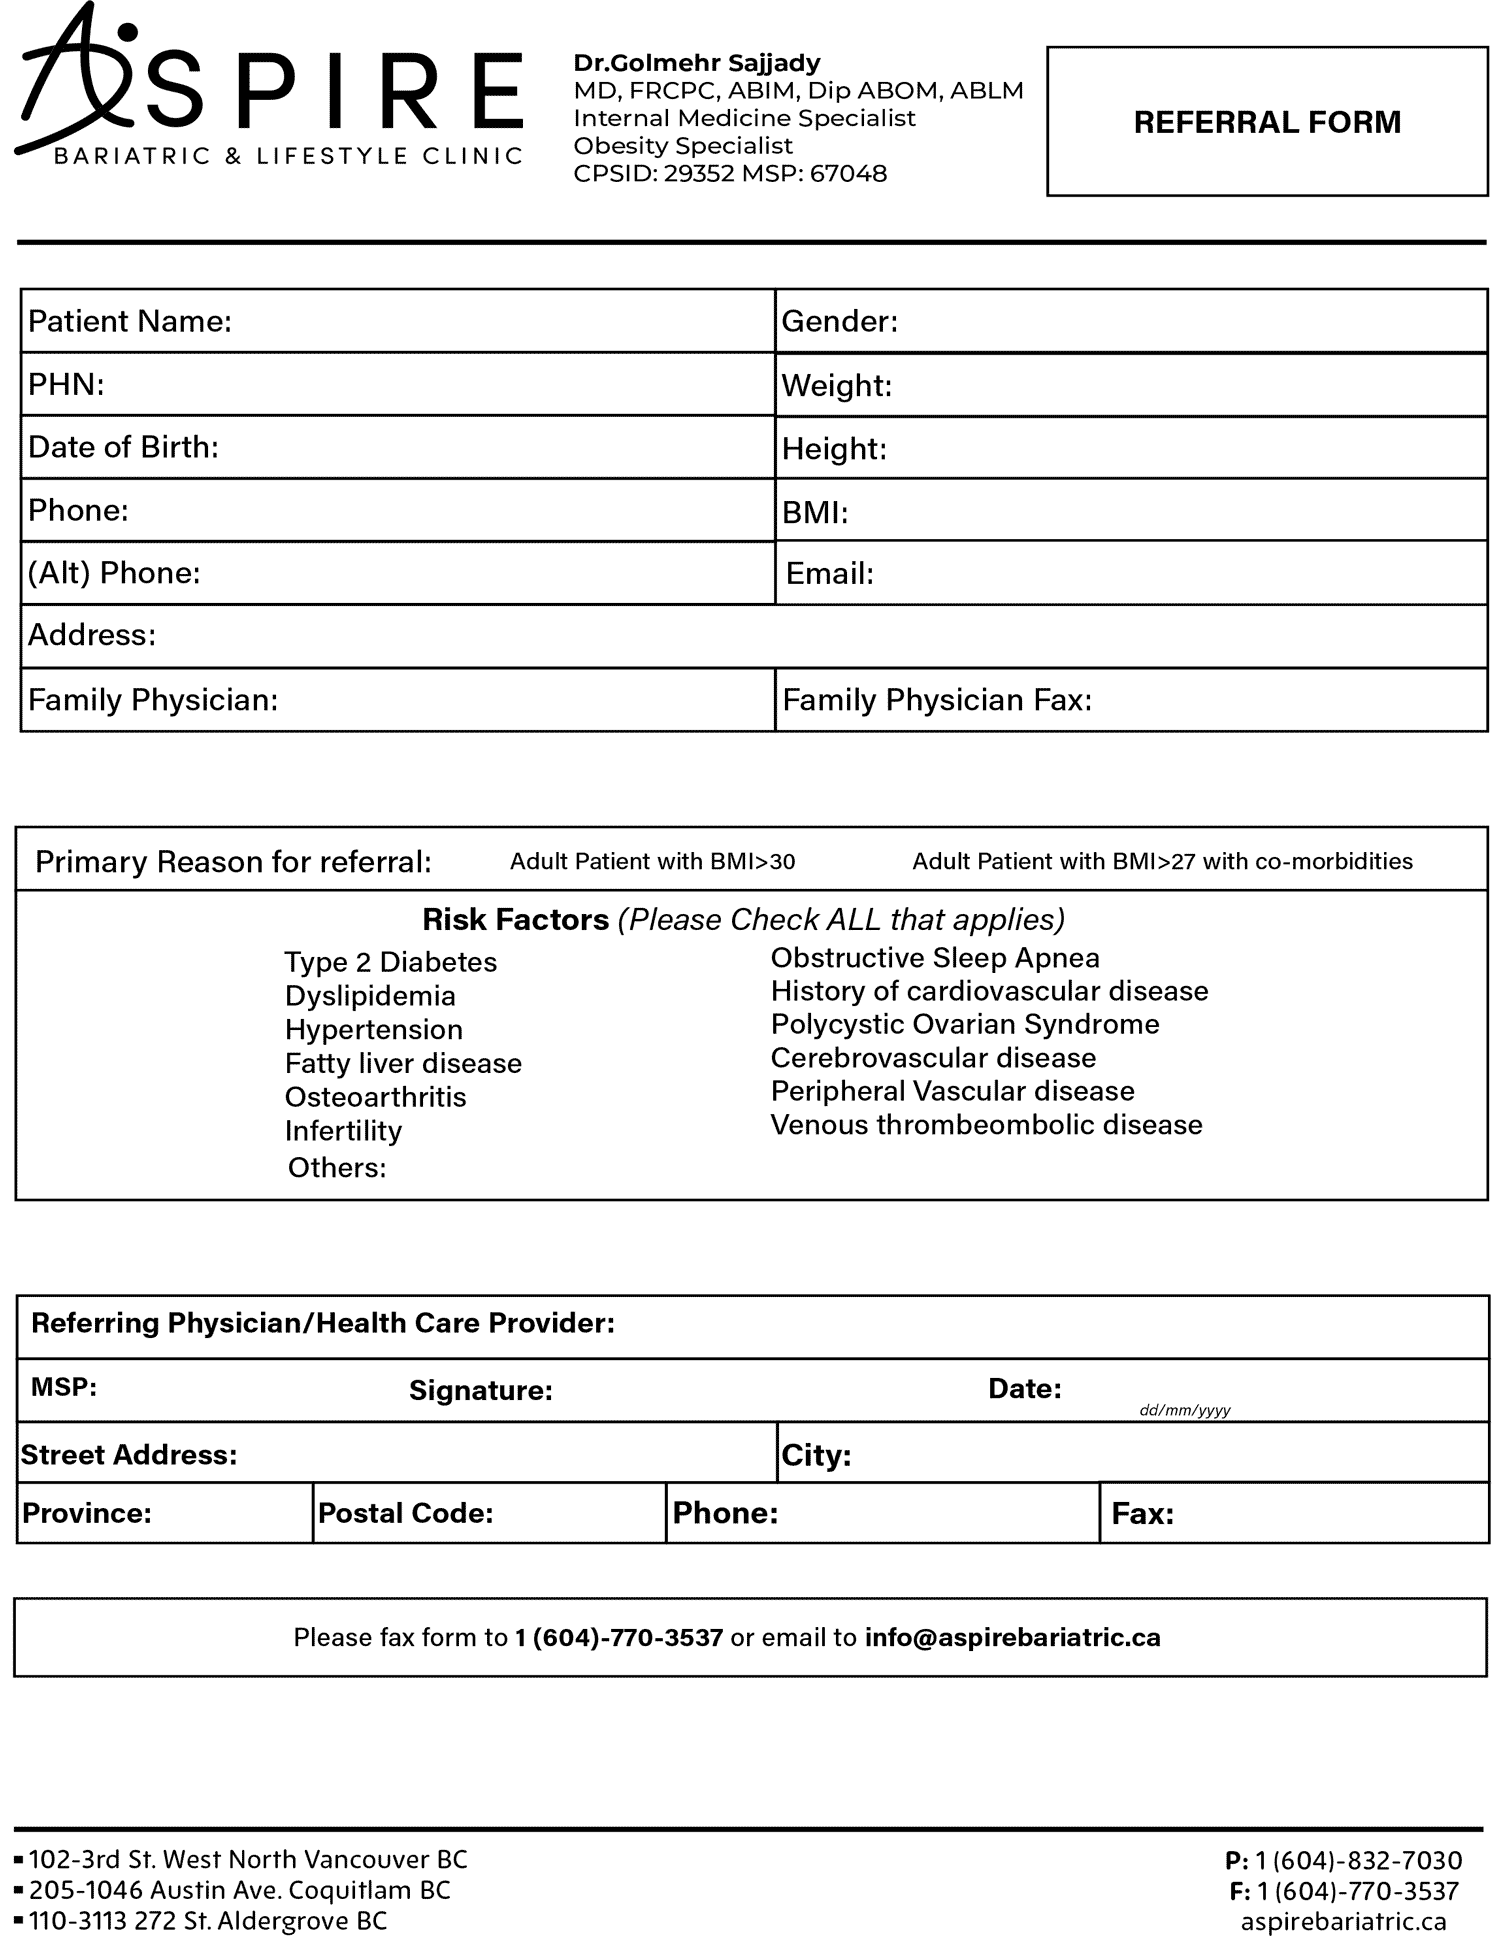 ASPIRE
BARIATRIC & LIFESTYLE CLINIC
Dr.Golmehr Sajjady
MD, FRCPC, ABIM, Dip ABOM, ABLM
Internal Medicine Specialist
Obesity Specialist
CPSID: 29352 MSP: 67048
REFERRAL FORM
Patient Name: Gender:
PHN: Weight:
Date of Birth: Height:
Phone: BMI:
(Alt) Phone: Email:
Address:
Family Physician: Family Physician Fax:
Primary Reason for referral: Adult Patient with BMI>30 Adult Patient with BMI>27 with co-morbidities
Risk Factors (Please Check ALL that applies)
Type 2 Diabetes
Dyslipidemia
Hypertension
Fatty liver disease
Osteoarthritis
Infertility
Others:
Obstructive Sleep Apnea
History of cardiovascular disease
Polycystic Ovarian Syndrome
Cerebrovascular disease
Peripheral Vascular disease
Venous thrombeombolic disease
Referring Physician/Health Care Provider:
MSP: Signature: Date:
dd/mm/yyyy
Street Address: City:
Province: Postal Code: Phone: Fax:
Please fax form to 1 (604)-770-3537 or email to info@aspirebariatric.ca
▪ 102-3rd St. West North Vancouver BC
▪ 205-1046 Austin Ave. Coquitlam BC
▪ 110-3113 272 St. Aldergrove BC
P: 1 (604)-832-7030
F: 1 (604)-770-3537
aspirebariatric.ca